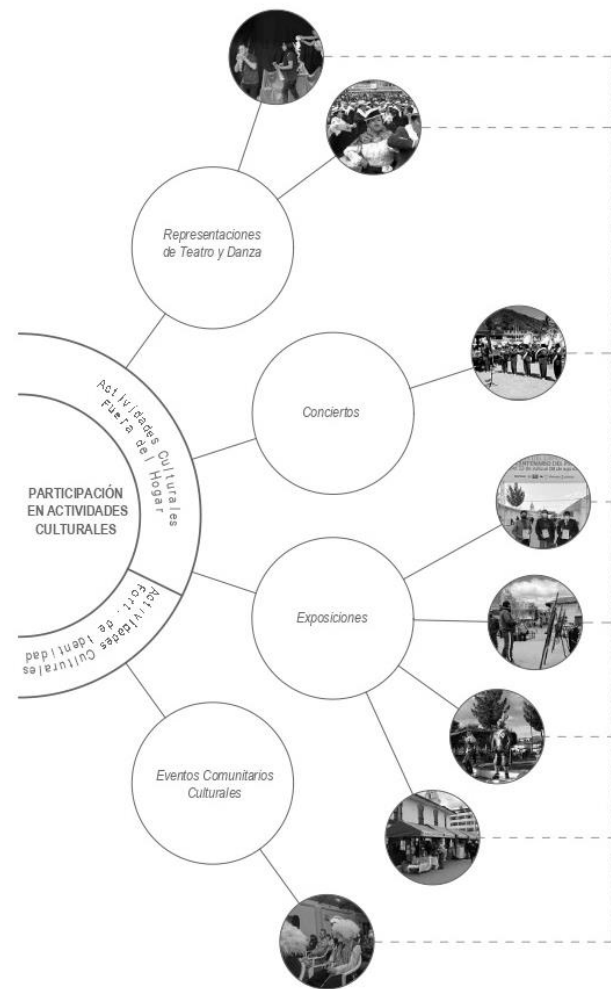 Representaciones
de Teatro y Danza
Conciertos
Actividades Culturales
Fuera del Hogar
PARTICIPACIÓN
EN ACTIVIDADES
CULTURALES
Exposiciones
Actividades Culturales
Fort. de Identidad
Eventos Comunitarios
Culturales